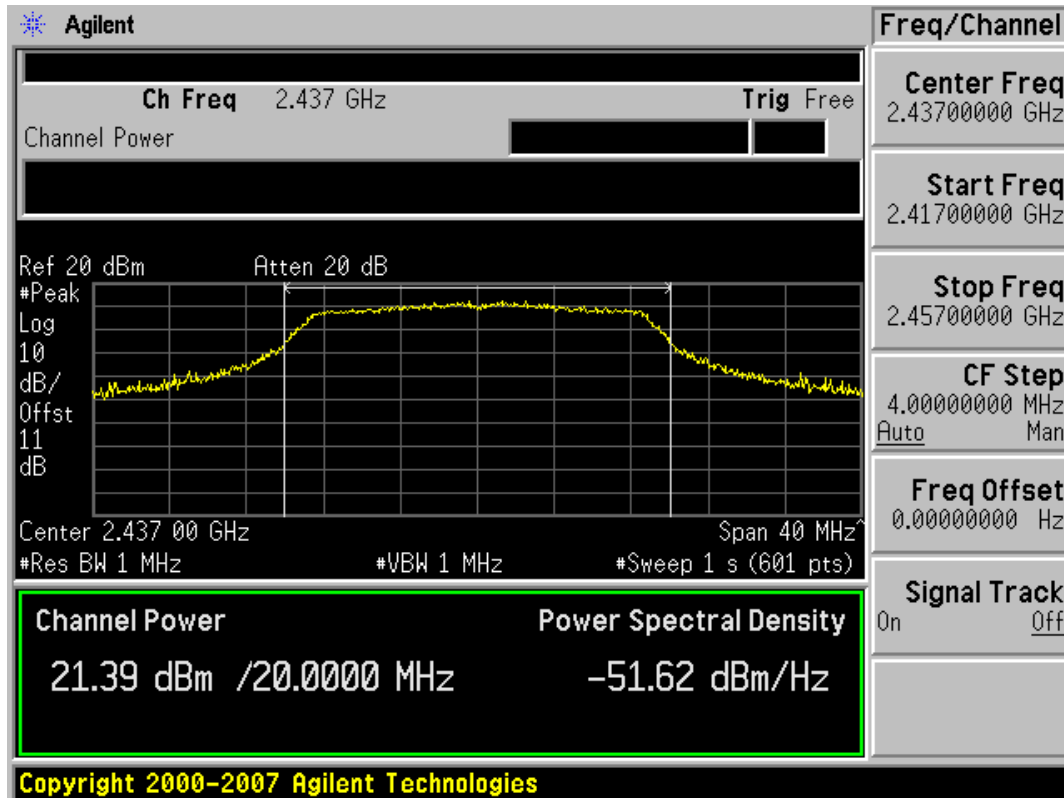 Agilent
Freq/Channel
Ch Freq 2.437 GHz Trig Free
Channel Power
Center Freq
2.43700000 GHz
Start Freq
2.41700000 GHz
Stop Freq
2.45700000 GHz
CF Step
4.00000000 MHz
Auto Man
Freq Offset
0.00000000 Hz
Signal Track
On Off
Ref 20 dBm Atten 20 dB
#Peak
Log
10
dB/
Offst
11
dB
Center 2.437 00 GHz Span 40 MHz^
#Res BW 1 MHz #VBW 1 MHz #Sweep 1 s (601 pts)
Channel Power Power Spectral Density
21.39 dBm /20.0000 MHz -51.62 dBm/Hz
Copyright 2000-2007 Agilent Technologies